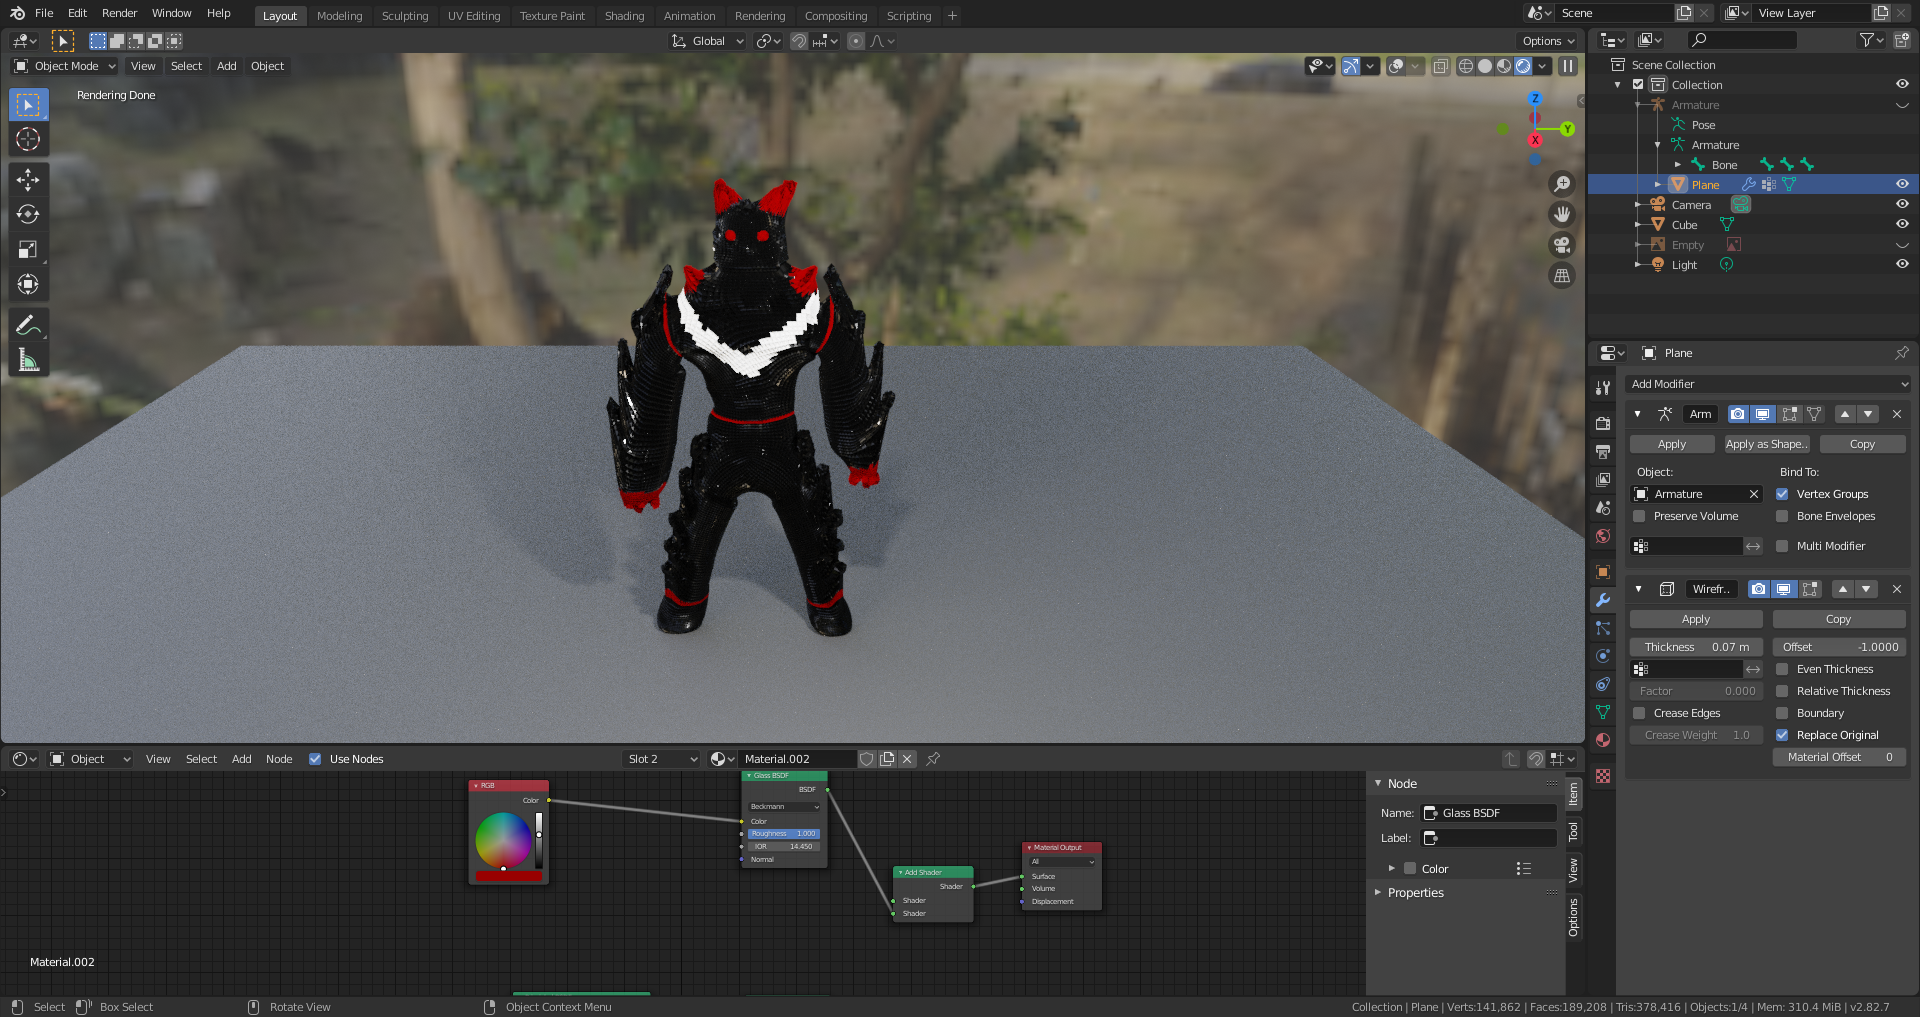 File Edit Render Window Help Layout Modeling Sculpting UV Editing Texture Paint Shading Animation Rendering Compositing Scripting + Scene View Layer
Global Options
Object Mode View Select Add Object
Rendering Done
Z
Y
X
Scene Collection
Collection
Armature
Pose
Armature
Bone
Plane
Camera
Cube
Empty
Light
Plane
Add Modifier
Arm
Apply Apply as Shape.. Copy
Object: Bind To:
Armature Vertex Groups
Preserve Volume Bone Envelopes
Multi Modifier
Wirefr..
Apply Copy
Thickness 0.07 m Offset -1.0000
Even Thickness
Factor 0.000 Relative Thickness
Crease Edges Boundary
Crease Weight 1.0 Replace Original
Material Offset 0
Object View Select Add Node Use Nodes Slot 2 Material.002
RGB
Color
Glass BSDF
BSDF
Beckmann
Color
Roughness 1.000
IOR 14.450
Normal
Add Shader
Shader
Shader
Shader
Material Output
All
Surface
Volume
Displacement
Node
Name: Glass BSDF
Label:
Color
Properties
Item
Tool
View
Options
Material.002
Select Box Select Rotate View Object Context Menu Collection | Plane | Verts:141,862 | Faces:189,208 | Tris:378,416 | Objects:1/4 | Mem: 310.4 MiB | v2.82.7